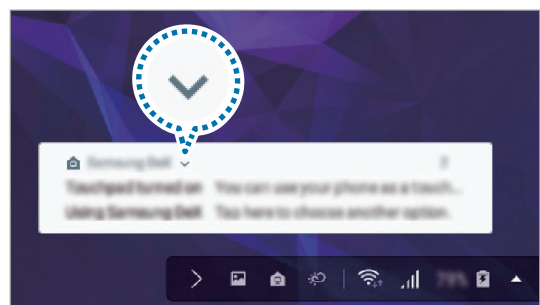 Samsung DeX
Touchpad turned on You can use your phone as a touch...
Using Samsung DeX Tap here to choose another option.
79%